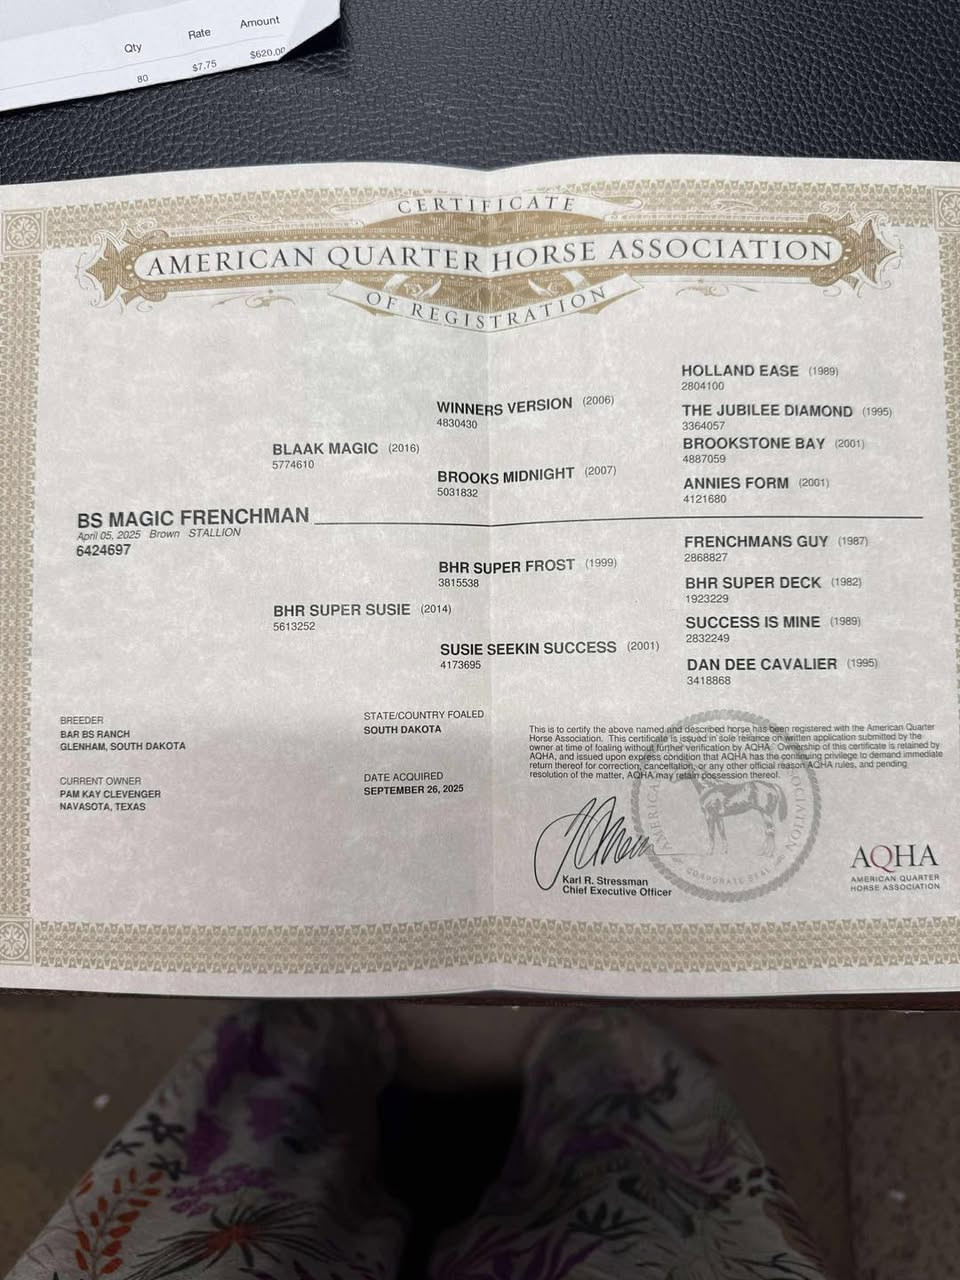 Qty Rate Amount
80 $7.75 $620.00
CERTIFICATE
AMERICAN QUARTER HORSE ASSOCIATION
OF REGISTRATION
HOLLAND EASE (1989)
2804100
WINNERS VERSION (2006)
4830430
THE JUBILEE DIAMOND (1995)
3364057
BLAAK MAGIC (2016)
5774610
BROOKSTONE BAY (2001)
4887059
BROOKS MIDNIGHT (2007)
5031832
ANNIES FORM (2001)
4121680
BS MAGIC FRENCHMAN
April 05, 2025 Brown STALLION
6424697
FRENCHMANS GUY (1987)
2868827
BHR SUPER FROST (1999)
3815538
BHR SUPER DECK (1982)
1923229
BHR SUPER SUSIE (2014)
5613252
SUCCESS IS MINE (1989)
2832249
SUSIE SEEKIN SUCCESS (2001)
4173695
DAN DEE CAVALIER (1995)
3418868
BREEDER
BAR BS RANCH
GLENHAM, SOUTH DAKOTA
STATE/COUNTRY FOALED
SOUTH DAKOTA
CURRENT OWNER
PAM KAY CLEVENGER
NAVASOTA, TEXAS
DATE ACQUIRED
SEPTEMBER 26, 2025
This is to certify the above named and described horse has been registered with the American Quarter
Horse Association. This certificate is issued in sole reliance on written application submitted by the
owner at time of foaling without further verification by AQHA. Ownership of this certificate is retained by
AQHA, and issued upon express condition that AQHA has the continuing privilege to demand immediate
return thereof for correction, cancellation, or any other official reason AQHA rules, and pending
resolution of the matter, AQHA may retain possession thereof.
Karl R. Stressman
Chief Executive Officer
CORPORATE SEAL
AQHA
AMERICAN QUARTER
HORSE ASSOCIATION